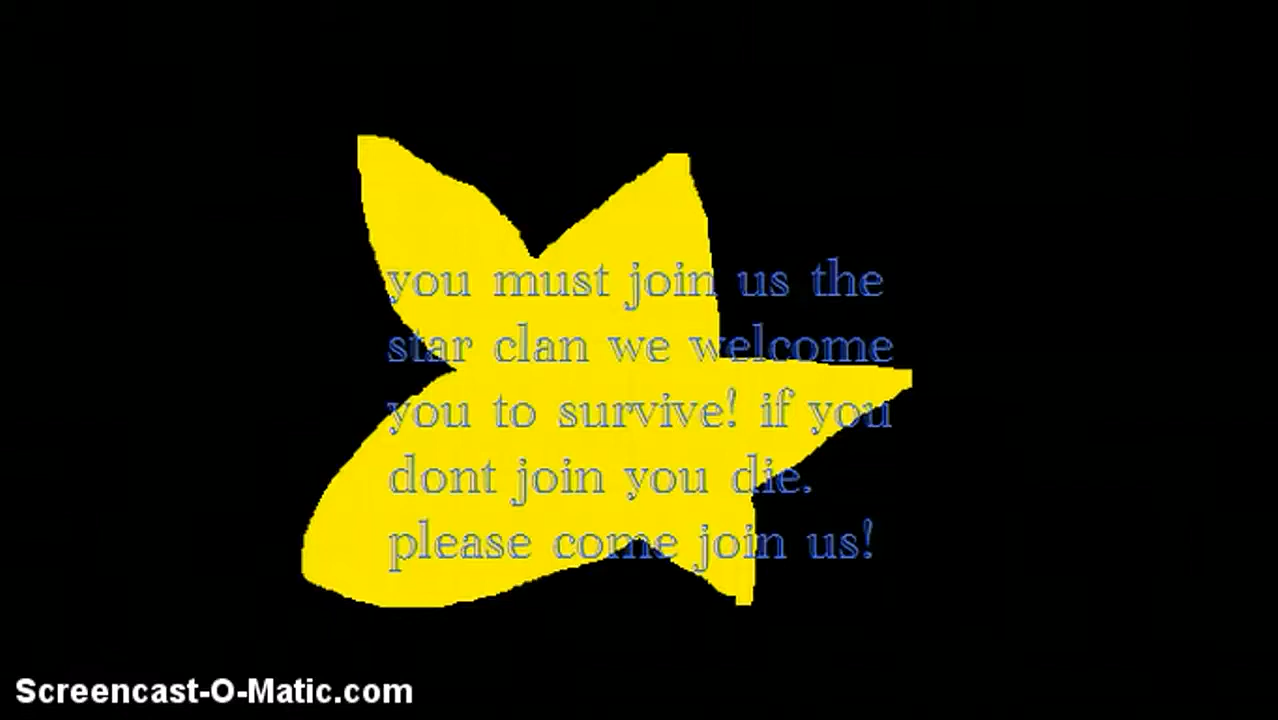 you must join us the
star clan we welcome
you to survive! if you
dont join you die.
please come join us!
Screencast-O-Matic.com